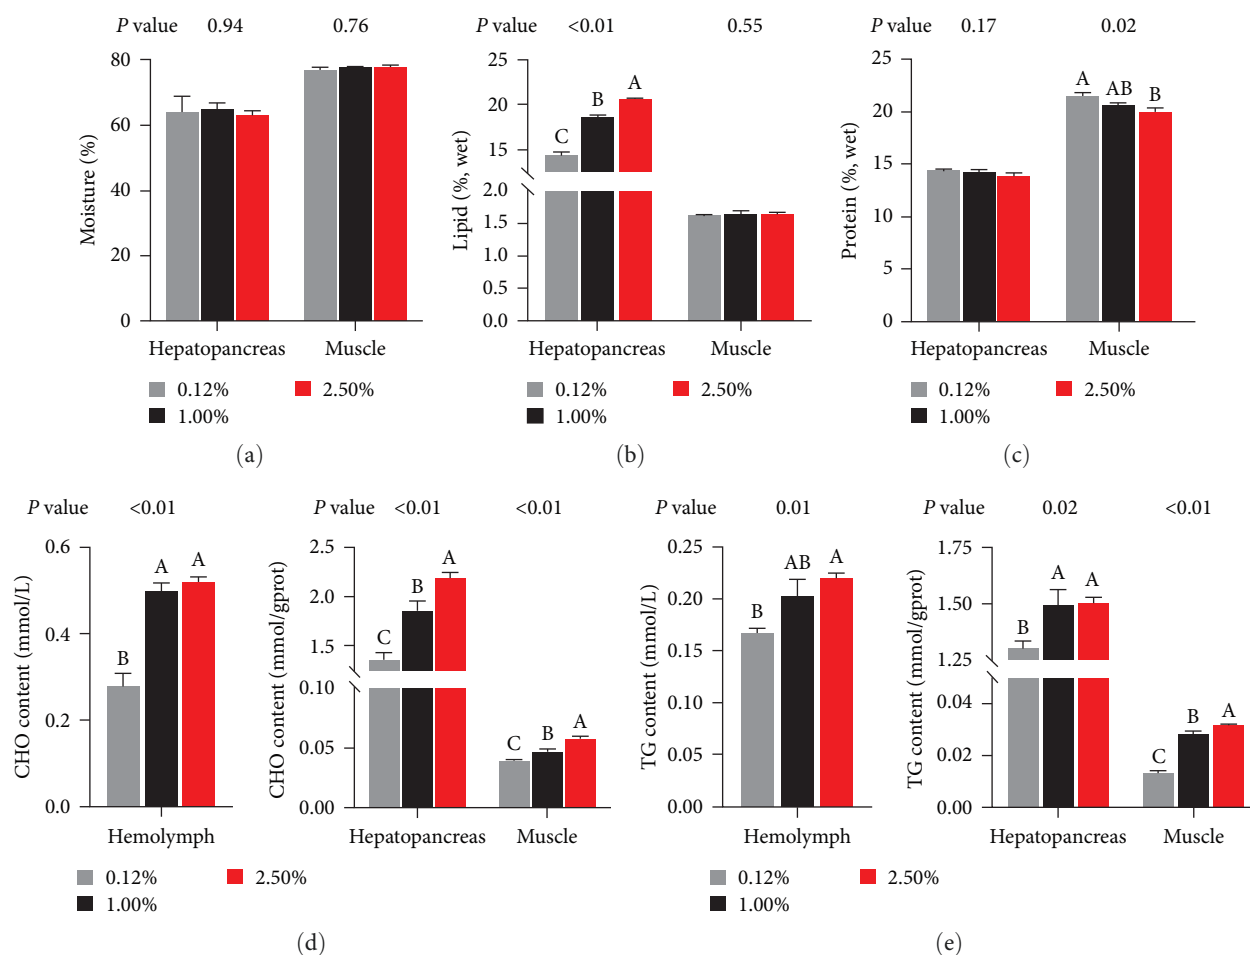 P value 0.94 0.76
80
60
40
20
0
Moisture (%)
Hepatopancreas Muscle
0.12% 2.50%
1.00%
(a)
P value <0.01 0.55
25
20
15
2.0
1.5
1.0
0.5
0.0
Lipid (%, wet)
C B A
Hepatopancreas Muscle
0.12% 2.50%
1.00%
(b)
P value 0.17 0.02
25
20
15
10
5
0
Protein (%, wet)
A AB B
Hepatopancreas Muscle
0.12% 2.50%
1.00%
(c)
P value <0.01
0.6
0.4
0.2
0.0
CHO content (mmol/L)
B A A
Hemolymph
P value <0.01 <0.01
2.5
2.0
1.5
0.10
0.05
0.00
CHO content (mmol/gprot)
C B A C B A
Hepatopancreas Muscle
0.12% 2.50%
1.00%
(d)
P value 0.01
0.25
0.20
0.15
0.10
0.05
0.00
TG content (mmol/L)
B AB A
Hemolymph
P value 0.02 <0.01
1.75
1.50
1.25
0.04
0.02
0.00
TG content (mmol/gprot)
B A A C B A
Hepatopancreas Muscle
0.12% 2.50%
1.00%
(e)